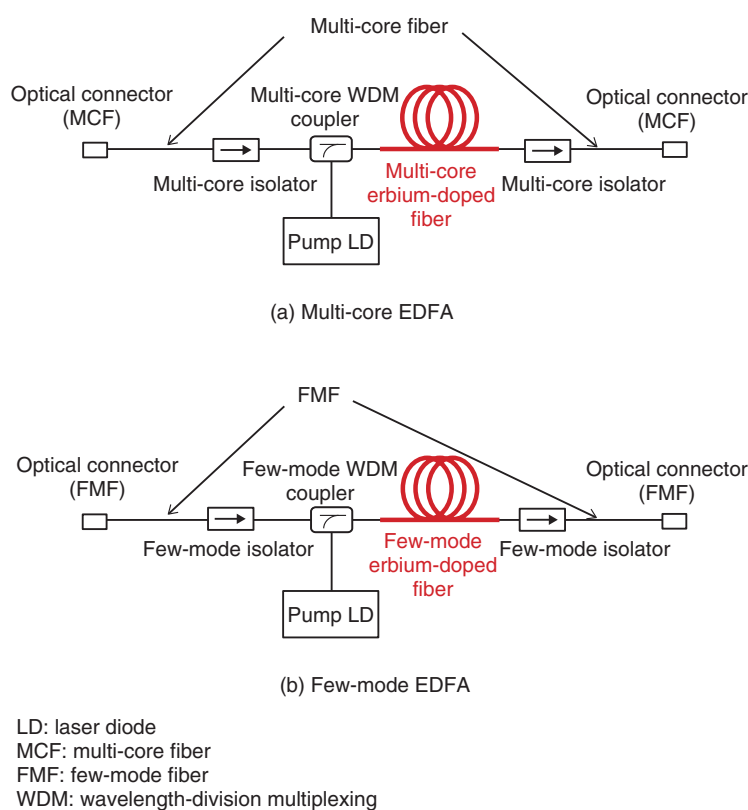 Multi-core fiber
Optical connector
(MCF)
Multi-core WDM
coupler
Optical connector
(MCF)
Multi-core isolator
Multi-core
erbium-doped
fiber
Multi-core isolator
Pump LD
(a) Multi-core EDFA
FMF
Optical connector
(FMF)
Few-mode WDM
coupler
Optical connector
(FMF)
Few-mode isolator
Few-mode
erbium-doped
fiber
Few-mode isolator
Pump LD
(b) Few-mode EDFA
LD: laser diode
MCF: multi-core fiber
FMF: few-mode fiber
WDM: wavelength-division multiplexing